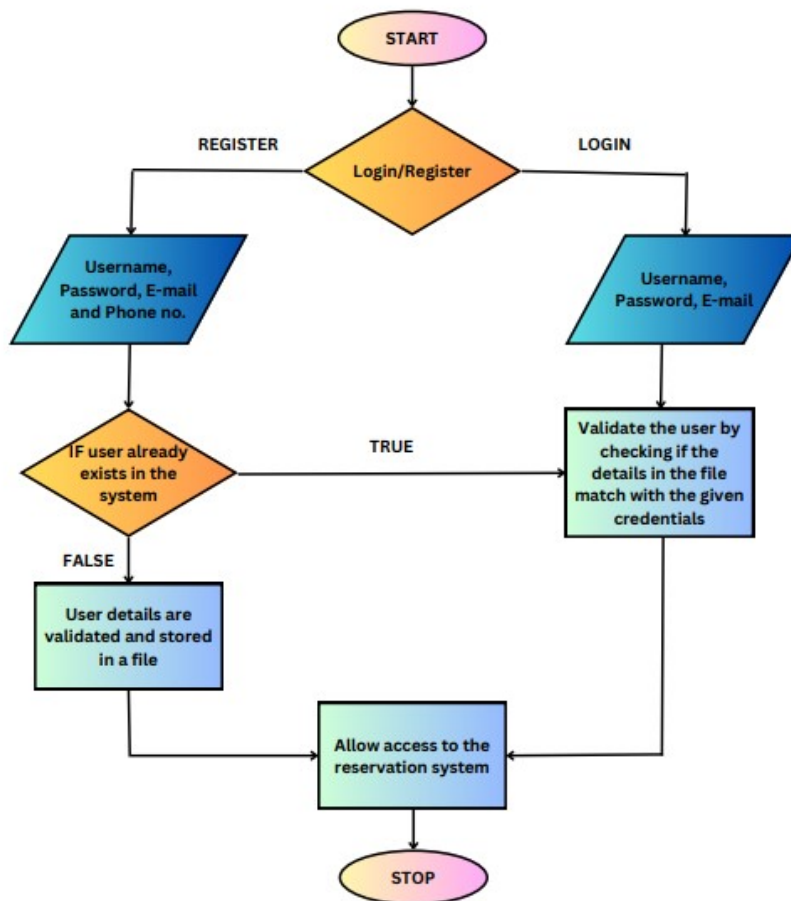 START
REGISTER
LOGIN
Login/Register
Username,
Password, E-mail
and Phone no.
Username,
Password, E-mail
IF user already
exists in the
system
TRUE
Validate the user by
checking if the
details in the file
match with the given
credentials
FALSE
User details are
validated and stored
in a file
Allow access to the
reservation system
STOP